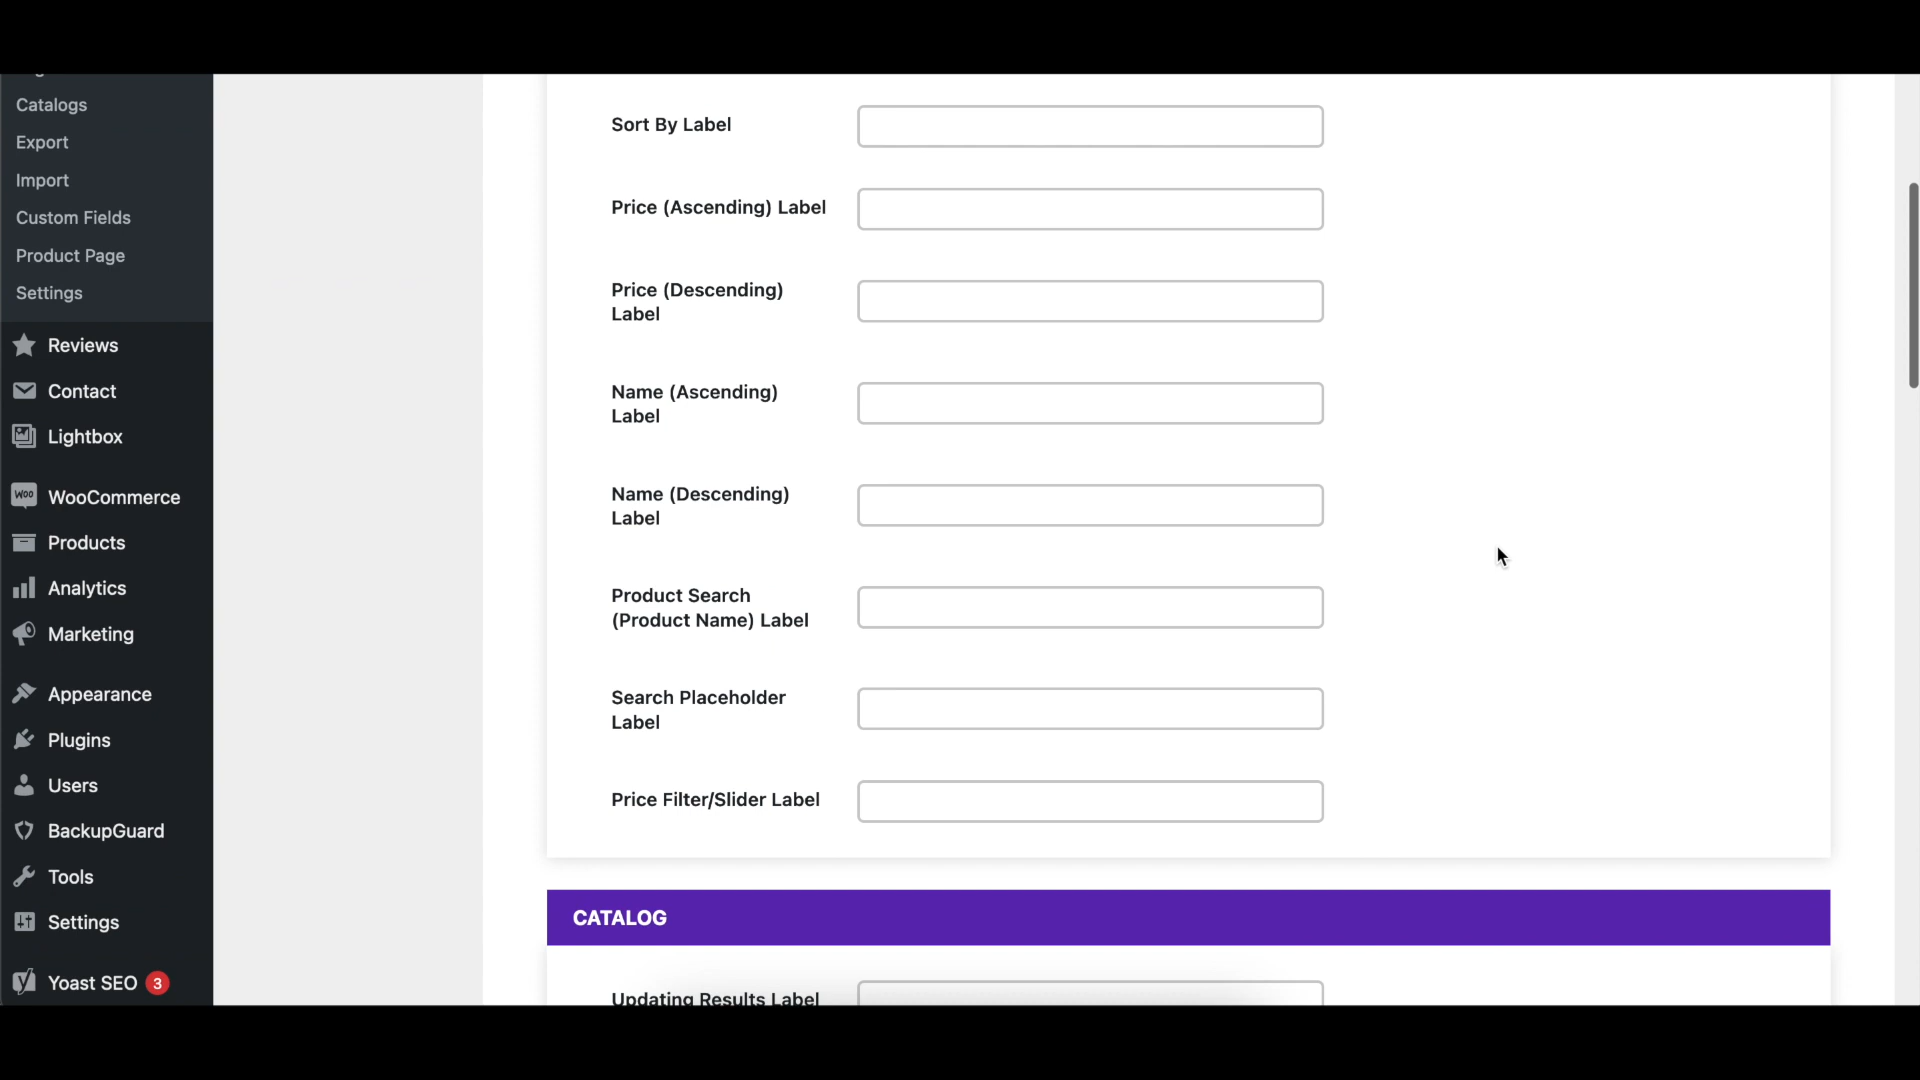 Catalogs
Export
Import
Custom Fields
Product Page
Settings
Reviews
Contact
Lightbox
WOO WooCommerce
Products
Analytics
Marketing
Appearance
Plugins
Users
BackupGuard
Tools
Settings
Yoast SEO 3
Sort By Label
Price (Ascending) Label
Price (Descending)
Label
Name (Ascending)
Label
Name (Descending)
Label
Product Search
(Product Name) Label
Search Placeholder
Label
Price Filter/Slider Label
CATALOG
Updating Results Label